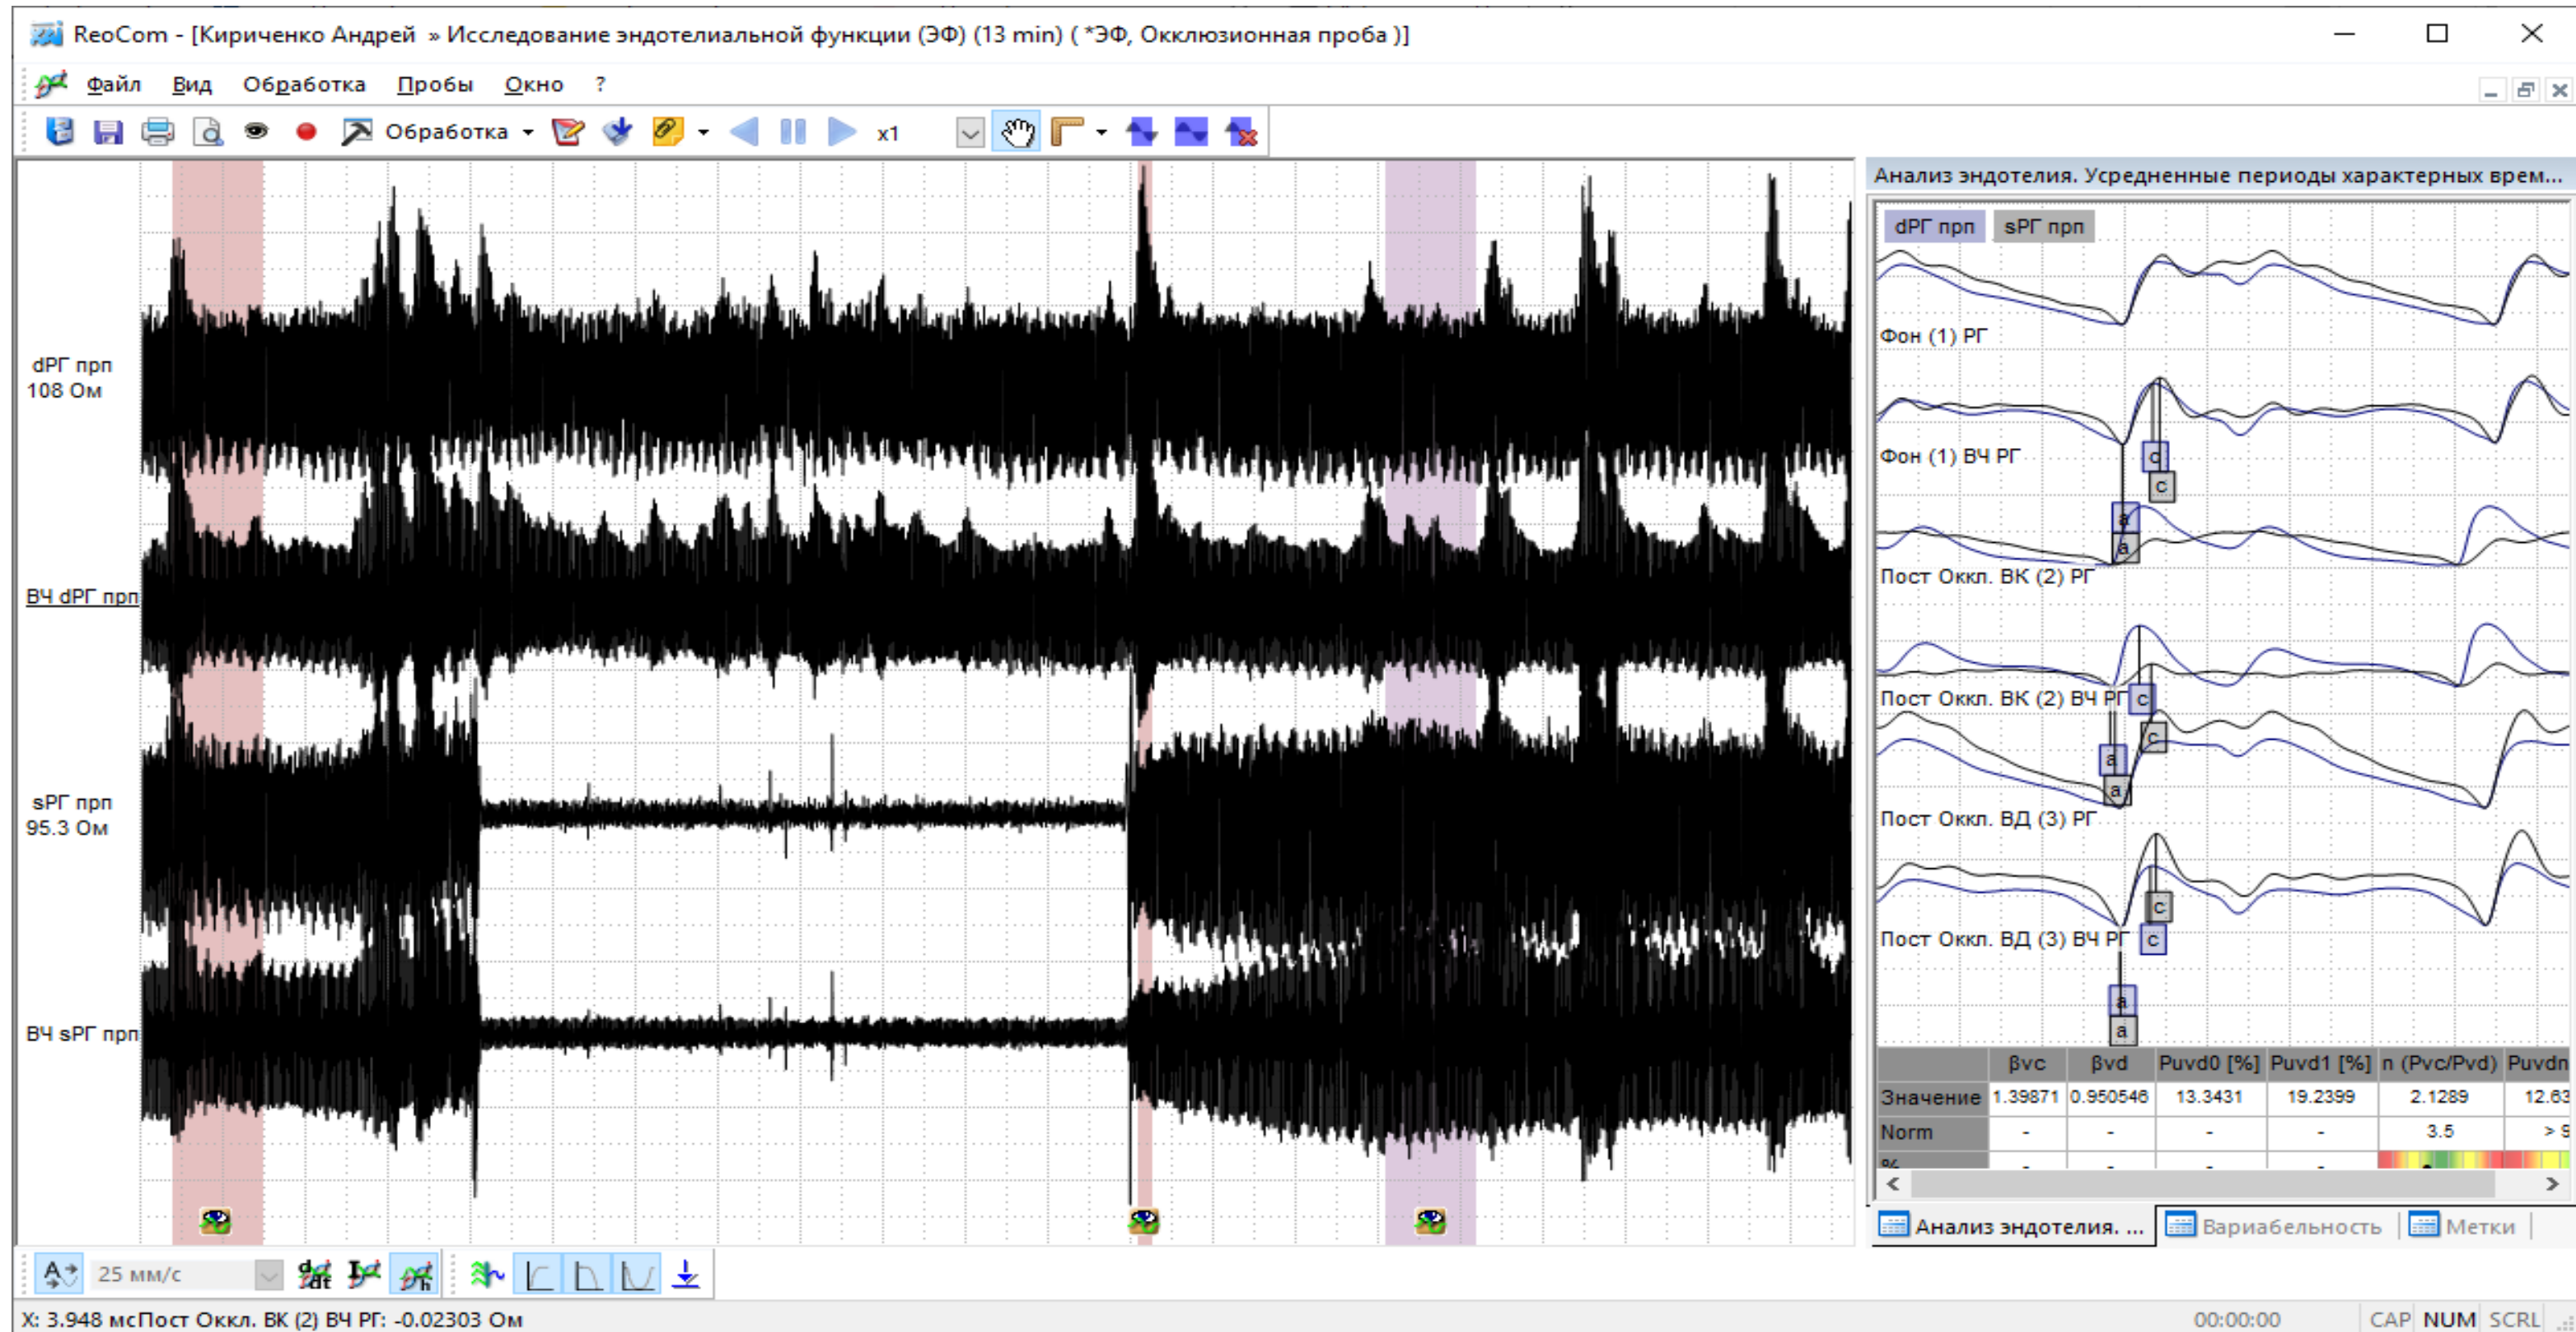 ReoCom - [Кириченко Андрей » Исследование эндотелиальной функции (ЭФ) (13 min) ( *ЭФ, Окклюзионная проба )]
Файл Вид Обработка Пробы Окно ?
Обработка x1
dРГ прп
108 Ом
ВЧ dРГ прп
sРГ прп
95.3 Ом
ВЧ sРГ прп
Анализ эндотелия. Усредненные периоды характерных врем...
dРГ прп sРГ прп
Фон (1) РГ
Фон (1) ВЧ РГ
c
c
a
a
Пост Оккл. ВК (2) РГ
Пост Оккл. ВК (2) ВЧ РГ c
c
a
a
Пост Оккл. ВД (3) РГ
c
Пост Оккл. ВД (3) ВЧ РГ c
a
a
βvc βvd Puvd0 [%] Puvd1 [%] n (Pvc/Pvd) Puvdn
Значение 1.39871 0.950546 13.3431 19.2399 2.1289 12.63
Norm - - - - 3.5
% - - - -
Анализ эндотелия. ... Вариабельность Метки
25 мм/с
X: 3.948 мсПост Оккл. ВК (2) ВЧ РГ: -0.02303 Ом 00:00:00 CAP NUM SCRL